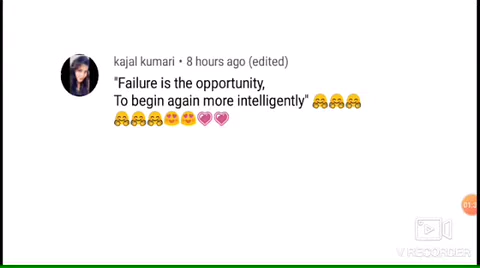 kajal kumari • 8 hours ago (edited)
"Failure is the opportunity,
To begin again more intelligently" 🤗🤗🤗
🤗🤗🤗😍😍💗💗
V RECORDER